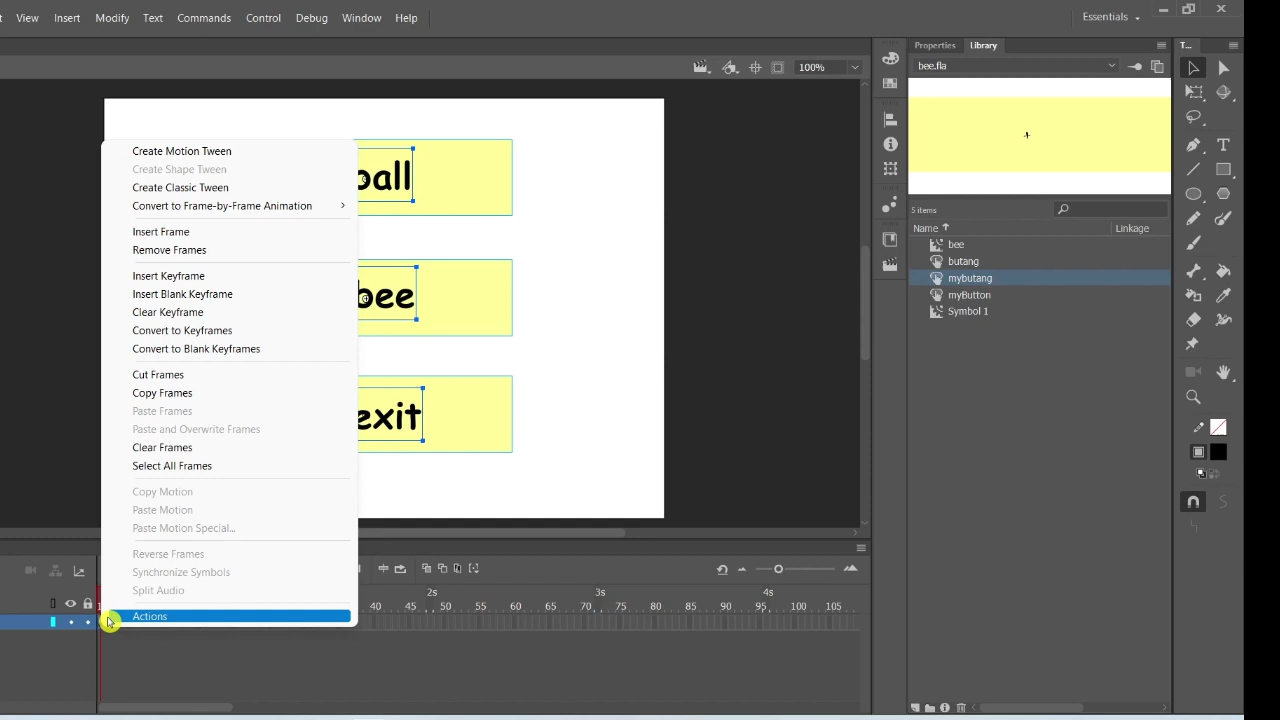 View Insert Modify Text Commands Control Debug Window Help Essentials
Properties Library T...
bee.fla
100%
Create Motion Tween
Create Shape Tween
Create Classic Tween
Convert to Frame-by-Frame Animation
Insert Frame
Remove Frames
Insert Keyframe
Insert Blank Keyframe
Clear Keyframe
Convert to Keyframes
Convert to Blank Keyframes
Cut Frames
Copy Frames
Paste Frames
Paste and Overwrite Frames
Clear Frames
Select All Frames
Copy Motion
Paste Motion
Paste Motion Special...
Reverse Frames
Synchronize Symbols
Split Audio
Actions
ball
bee
exit
5 items
Name Linkage
bee
butang
mybutang
myButton
Symbol 1
2s 3s 4s
40 45 50 55 60 65 70 75 80 85 90 95 100 105